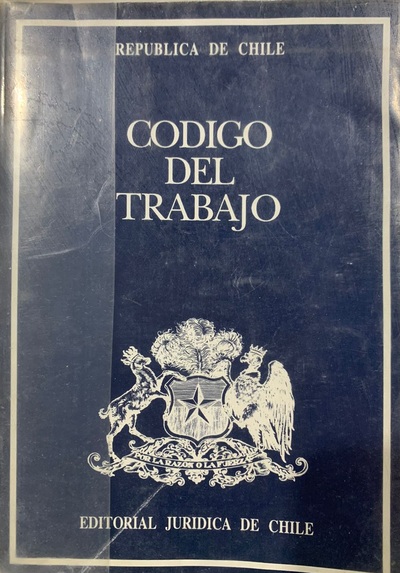 REPUBLICA DE CHILE
CODIGO
DEL
TRABAJO
POR LA RAZON O LA FUERZA
EDITORIAL JURIDICA DE CHILE